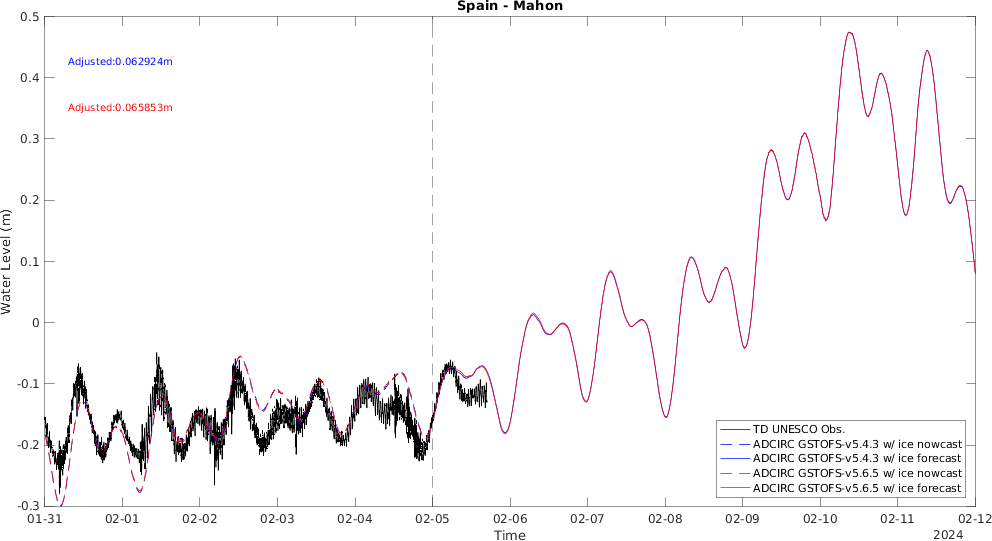 Spain - Mahon
0.5
0.4
0.3
0.2
0.1
0
-0.1
-0.2
-0.3
Water Level (m)
Adjusted:0.062924m
Adjusted:0.065853m
TD UNESCO Obs.
ADCIRC GSTOFS-v5.4.3 w/ ice nowcast
ADCIRC GSTOFS-v5.4.3 w/ ice forecast
ADCIRC GSTOFS-v5.6.5 w/ ice nowcast
ADCIRC GSTOFS-v5.6.5 w/ ice forecast
01-31 02-01 02-02 02-03 02-04 02-05 02-06 02-07 02-08 02-09 02-10 02-11 02-12
Time
2024